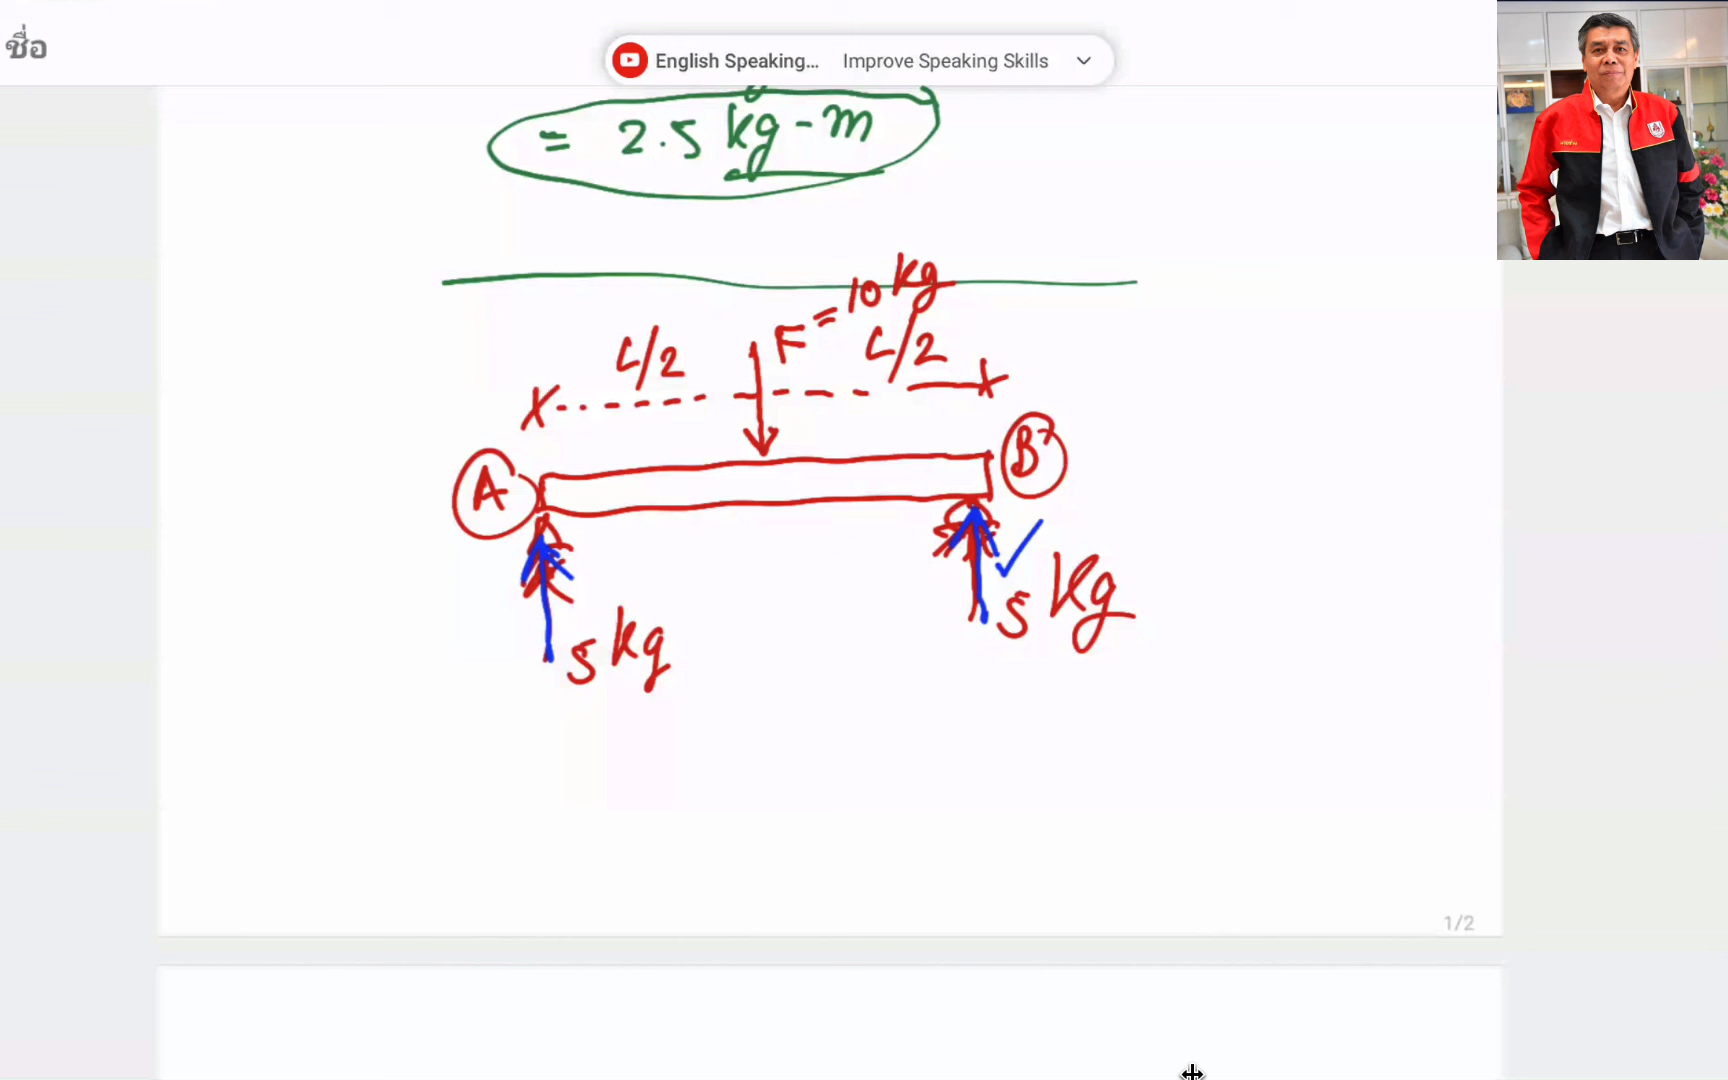 ชื่อ
English Speaking... Improve Speaking Skills
= 2.5 kg-m
F = 10 kg
L/2 L/2
A B
5 kg 5 kg
1/2